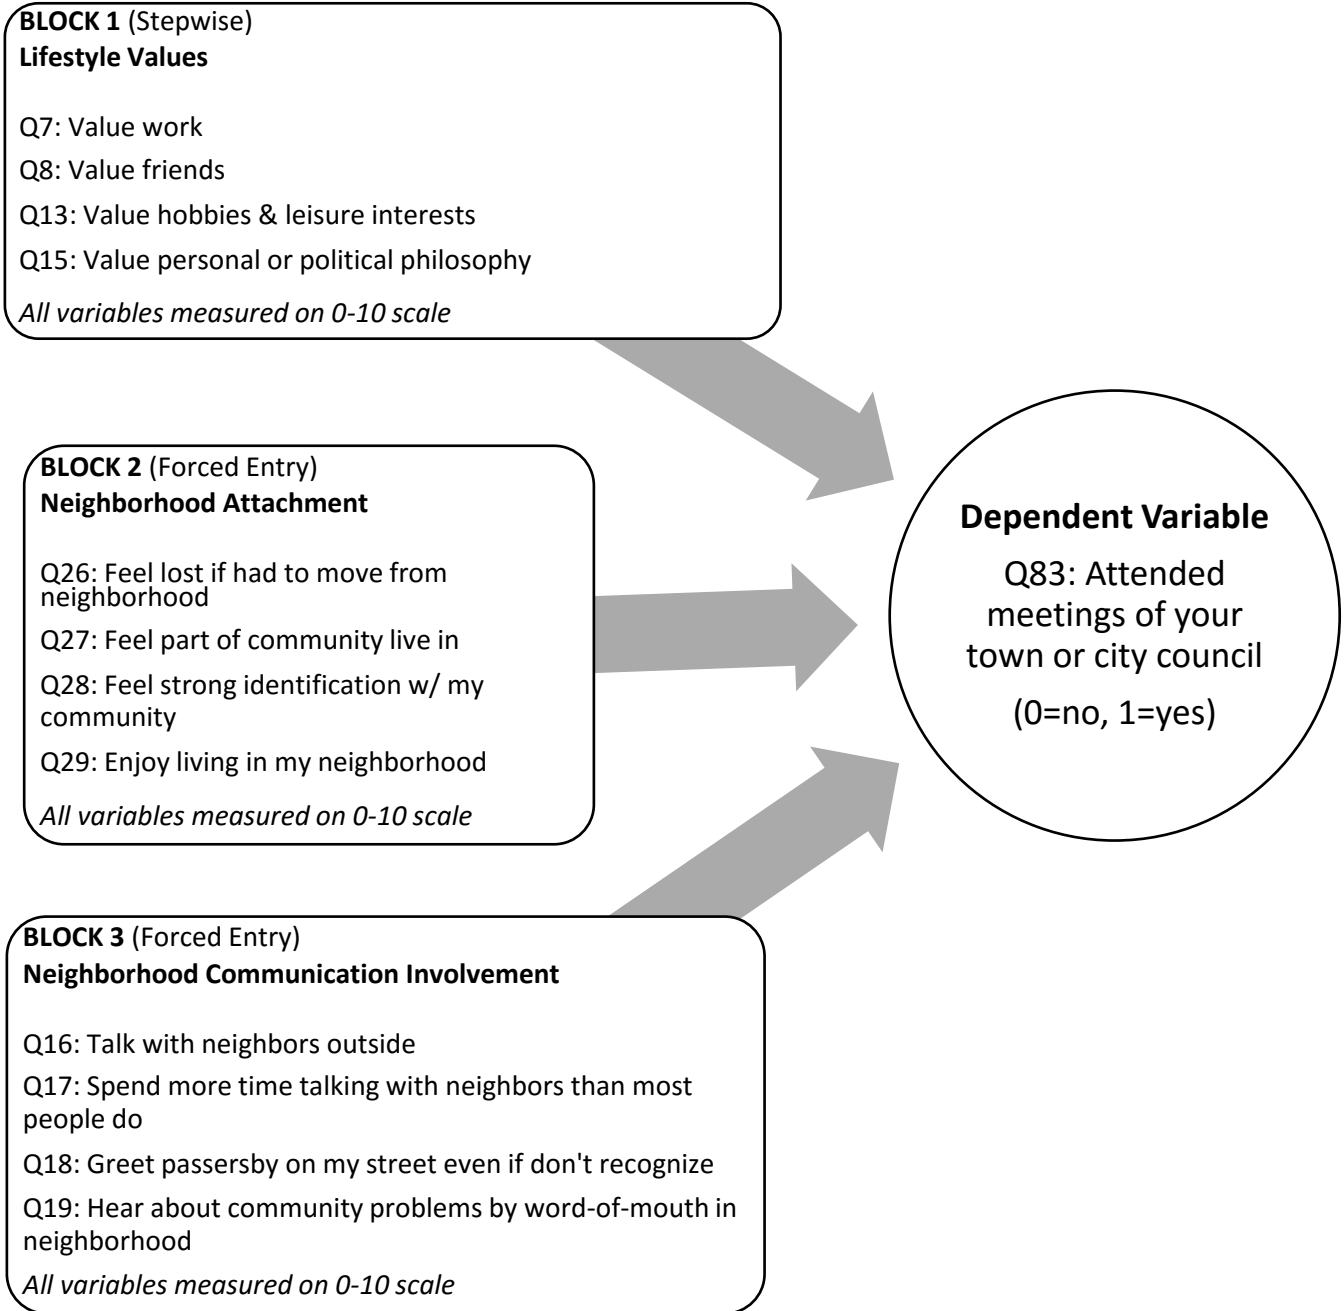 BLOCK 1 (Stepwise)
Lifestyle Values
Q7: Value work
Q8: Value friends
Q13: Value hobbies & leisure interests
Q15: Value personal or political philosophy
All variables measured on 0-10 scale
BLOCK 2 (Forced Entry)
Neighborhood Attachment
Q26: Feel lost if had to move from
neighborhood
Q27: Feel part of community live in
Q28: Feel strong identification w/ my
community
Q29: Enjoy living in my neighborhood
All variables measured on 0-10 scale
BLOCK 3 (Forced Entry)
Neighborhood Communication Involvement
Q16: Talk with neighbors outside
Q17: Spend more time talking with neighbors than most
people do
Q18: Greet passersby on my street even if don't recognize
Q19: Hear about community problems by word-of-mouth in
neighborhood
All variables measured on 0-10 scale
Dependent Variable
Q83: Attended
meetings of your
town or city council
(0=no, 1=yes)